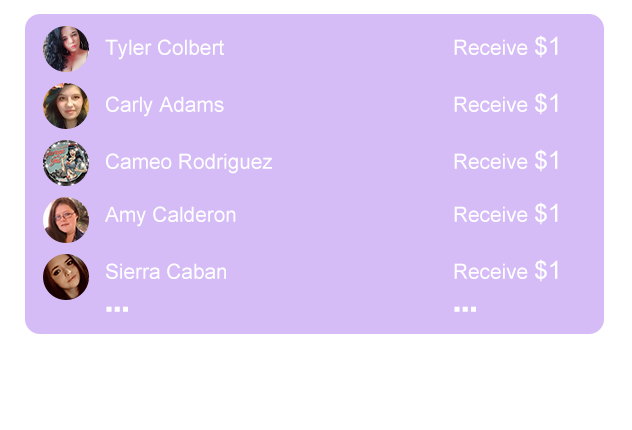 Tyler Colbert Receive $1
Carly Adams Receive $1
Cameo Rodriguez Receive $1
Amy Calderon Receive $1
Sierra Caban Receive $1
... ...